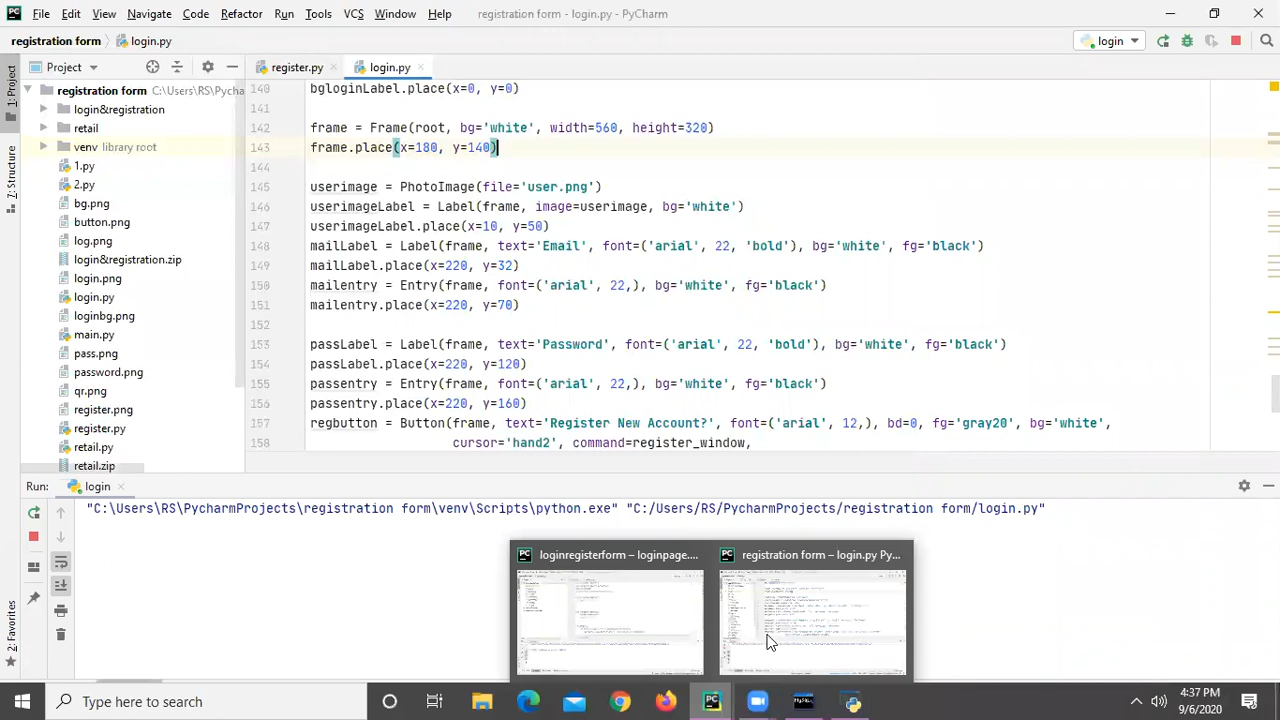 File Edit View Navigate Code Refactor Run Tools VCS Window Help registration form - login.py - PyCharm
registration form login.py login
1: Project
Project
register.py login.py
registration form C:\Users\RS\Pycharm
login&registration
retail
venv library root
1.py
2.py
bg.png
button.png
log.png
login&registration.zip
login.png
login.py
loginbg.png
main.py
pass.png
password.png
qr.png
register.png
register.py
retail.py
retail.zip
140 bgloginLabel.place(x=0, y=0)
141
142 frame = Frame(root, bg='white', width=560, height=320)
143 frame.place(x=180, y=140)
144
145 userimage = PhotoImage(file='user.png')
146 userimageLabel = Label(frame, image=userimage, bg='white')
147 userimageLabel.place(x=10, y=50)
148 mailLabel = Label(frame, text='Email', font=('arial', 22, 'bold'), bg='white', fg='black')
149 mailLabel.place(x=220, y=32)
150 mailentry = Entry(frame, font=('arial', 22,), bg='white', fg='black')
151 mailentry.place(x=220, y=70)
152
153 passLabel = Label(frame, text='Password', font=('arial', 22, 'bold'), bg='white', fg='black')
154 passLabel.place(x=220, y=120)
155 passentry = Entry(frame, font=('arial', 22,), bg='white', fg='black')
156 passentry.place(x=220, y=160)
157 regbutton = Button(frame, text='Register New Account?', font=('arial', 12,), bd=0, fg='gray20', bg='white',
158 cursor='hand2', command=register_window,
Z: Structure
2: Favorites
Run: login
"C:\Users\RS\PycharmProjects\registration form\venv\Scripts\python.exe" "C:/Users/RS/PycharmProjects/registration form/login.py"
loginregisterform – loginpage.... registration form – login.py Py...
Type here to search
4:37 PM
9/6/2020